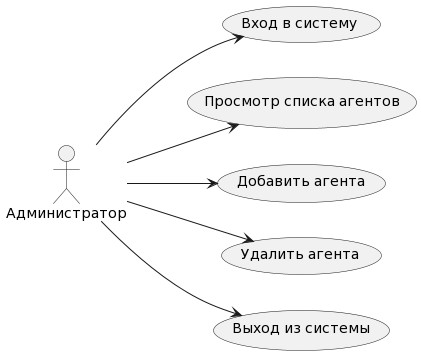 Вход в систему
Просмотр списка агентов
Добавить агента
Администратор
Удалить агента
Выход из системы